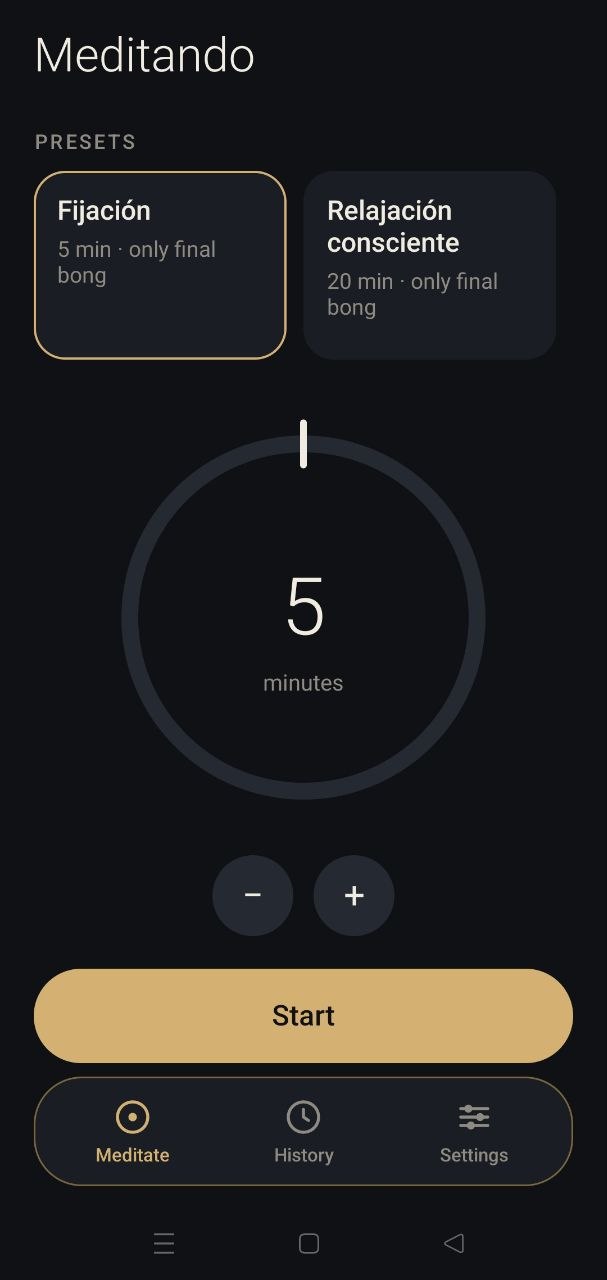 Meditando
PRESETS
Fijación
5 min · only final
bong
Relajación
consciente
20 min · only final
bong
5
minutes
− +
Start
Meditate History Settings